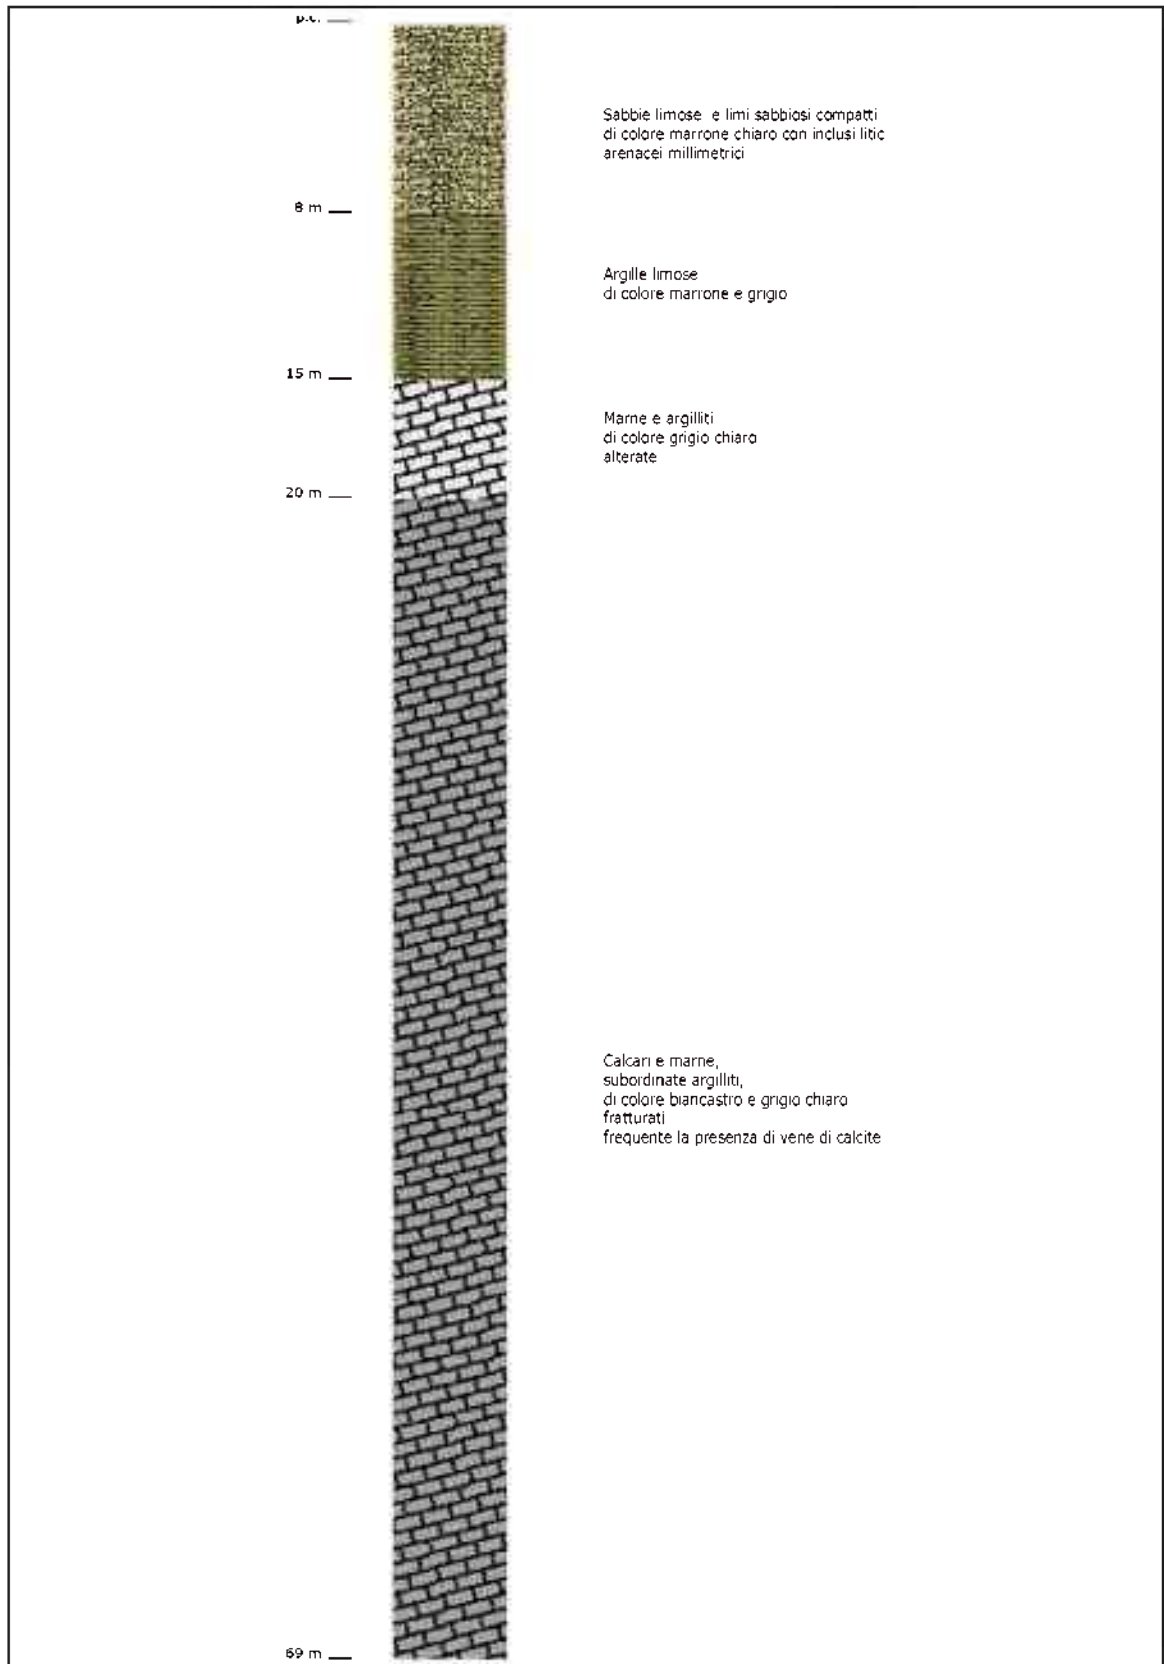 p.c.
Sabbie limose e limi sabbiosi compatti
di colore marrone chiaro con inclusi litic
arenacei millimetrici
8 m
Argille limose
di colore marrone e grigio
15 m
Marne e argilliti
di colore grigio chiaro
alterate
20 m
Calcari e marne,
subordinate argilliti,
di colore biancastro e grigio chiaro
fratturati
frequente la presenza di vene di calcite
69 m